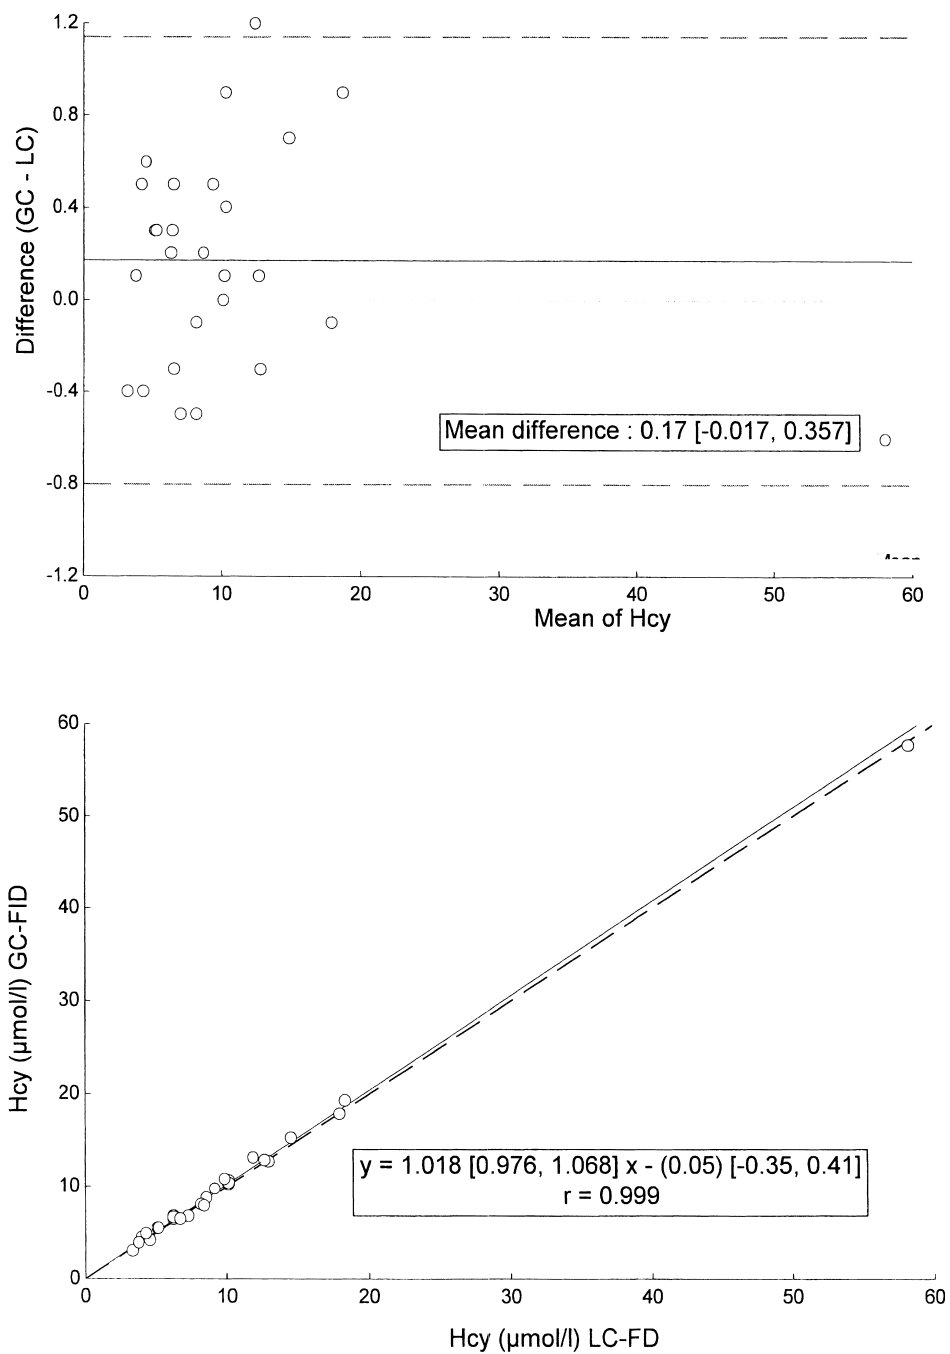 1.2
0.8
0.4
0.0
-0.4
-0.8
-1.2
Difference (GC - LC)
Mean difference : 0.17 [-0.017, 0.357]
0 10 20 30 40 50 60
Mean of Hcy
60
50
40
30
20
10
0
Hcy (µmol/l) GC-FID
y = 1.018 [0.976, 1.068] x - (0.05) [-0.35, 0.41]
r = 0.999
0 10 20 30 40 50 60
Hcy (µmol/l) LC-FD